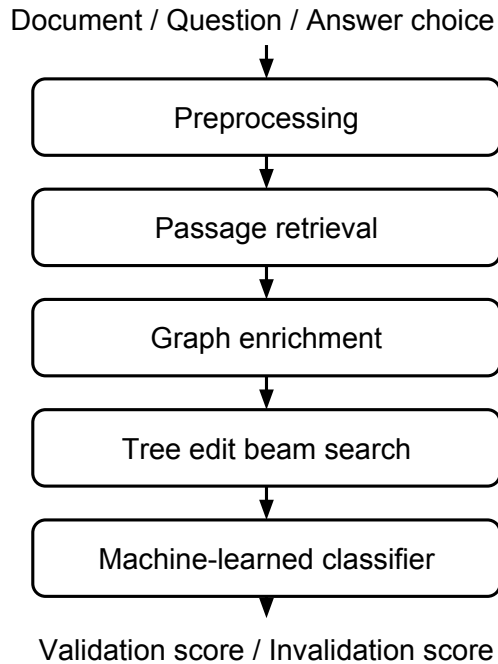 Document / Question / Answer choice
Preprocessing
Passage retrieval
Graph enrichment
Tree edit beam search
Machine-learned classifier
Validation score / Invalidation score